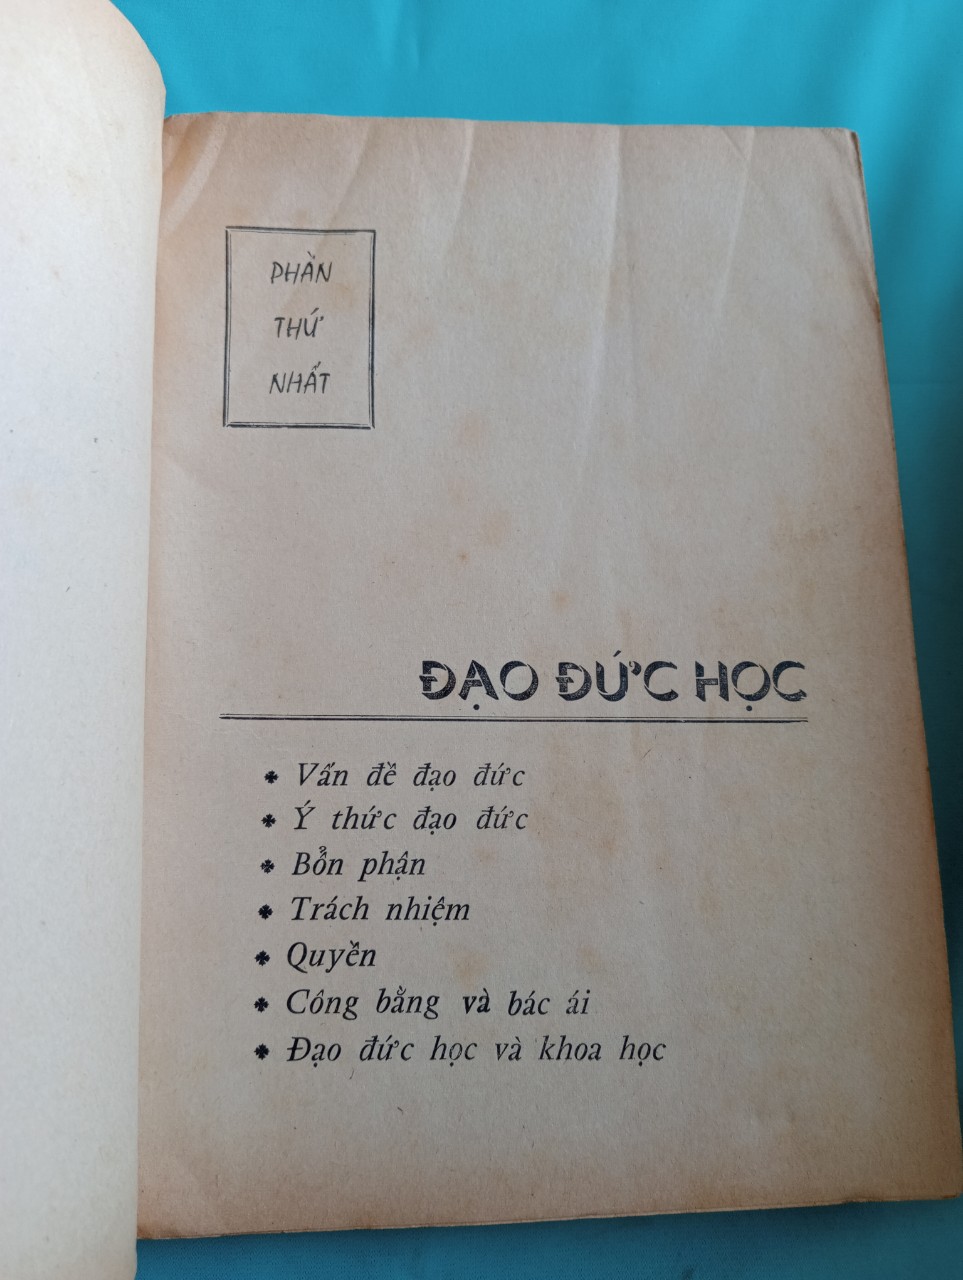 PHẦN
THỨ
NHẤT
ĐẠO ĐỨC HỌC
Vấn đề đạo đức
Ý thức đạo đức
Bổn phận
Trách nhiệm
Quyền
Công bằng và bác ái
Đạo đức học và khoa học